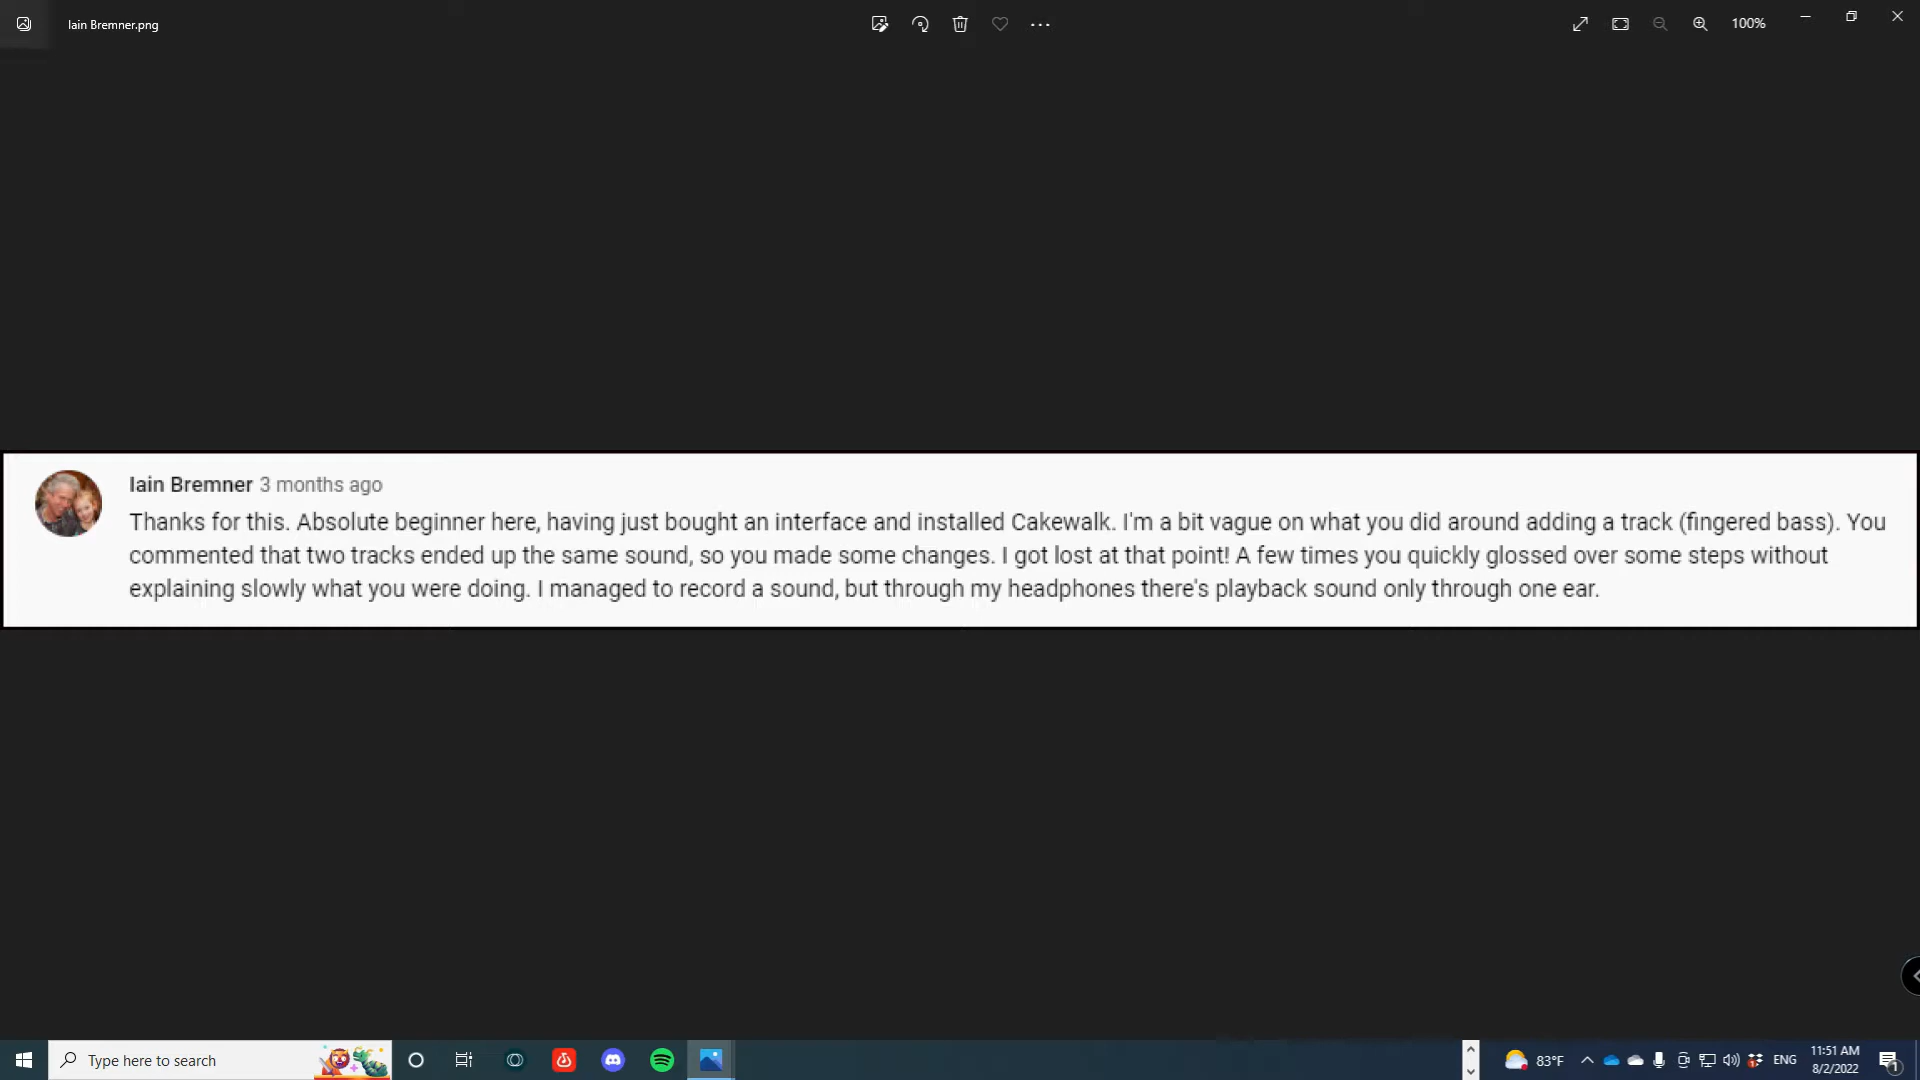 Iain Bremner.png
100%
Iain Bremner 3 months ago
Thanks for this. Absolute beginner here, having just bought an interface and installed Cakewalk. I'm a bit vague on what you did around adding a track (fingered bass). You
commented that two tracks ended up the same sound, so you made some changes. I got lost at that point! A few times you quickly glossed over some steps without
explaining slowly what you were doing. I managed to record a sound, but through my headphones there's playback sound only through one ear.
Type here to search
83°F
ENG
11:51 AM
8/2/2022
1